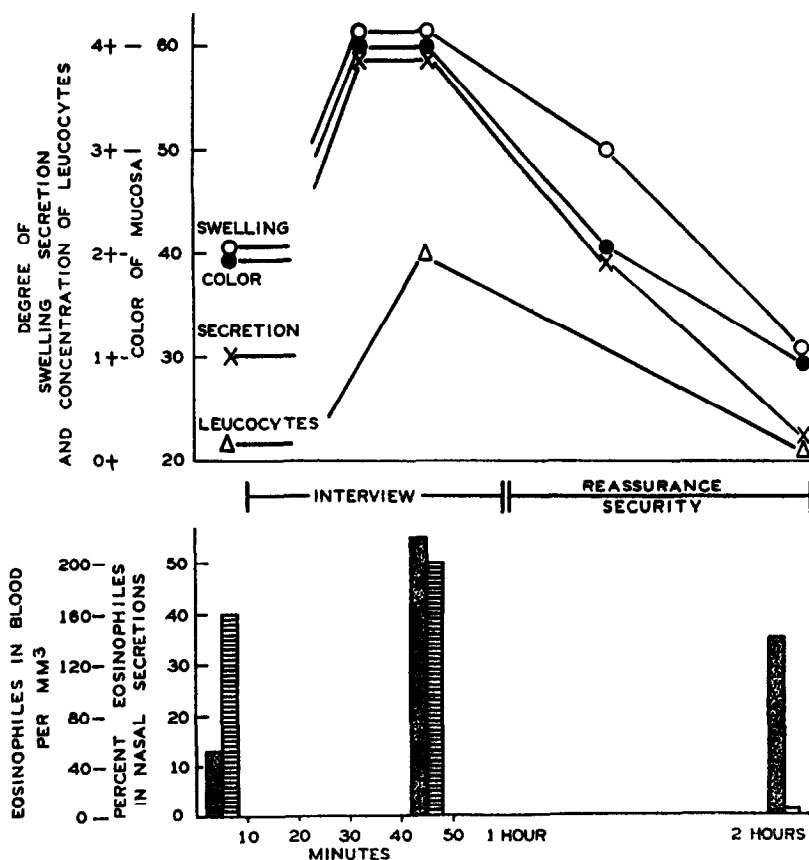 DEGREE OF
SWELLING SECRETION
AND CONCENTRATION OF LEUCOCYTES
4+
3+
2+
1+
0+
COLOR OF MUCOSA
60
50
40
30
20
SWELLING
COLOR
SECRETION
LEUCOCYTES
INTERVIEW
REASSURANCE
SECURITY
EOSINOPHILES IN BLOOD
PER MM³
200
160
120
80
40
0
PERCENT EOSINOPHILES
IN NASAL SECRETIONS
50
40
30
20
10
0
10 20 30 40 50 1 HOUR 2 HOURS
MINUTES